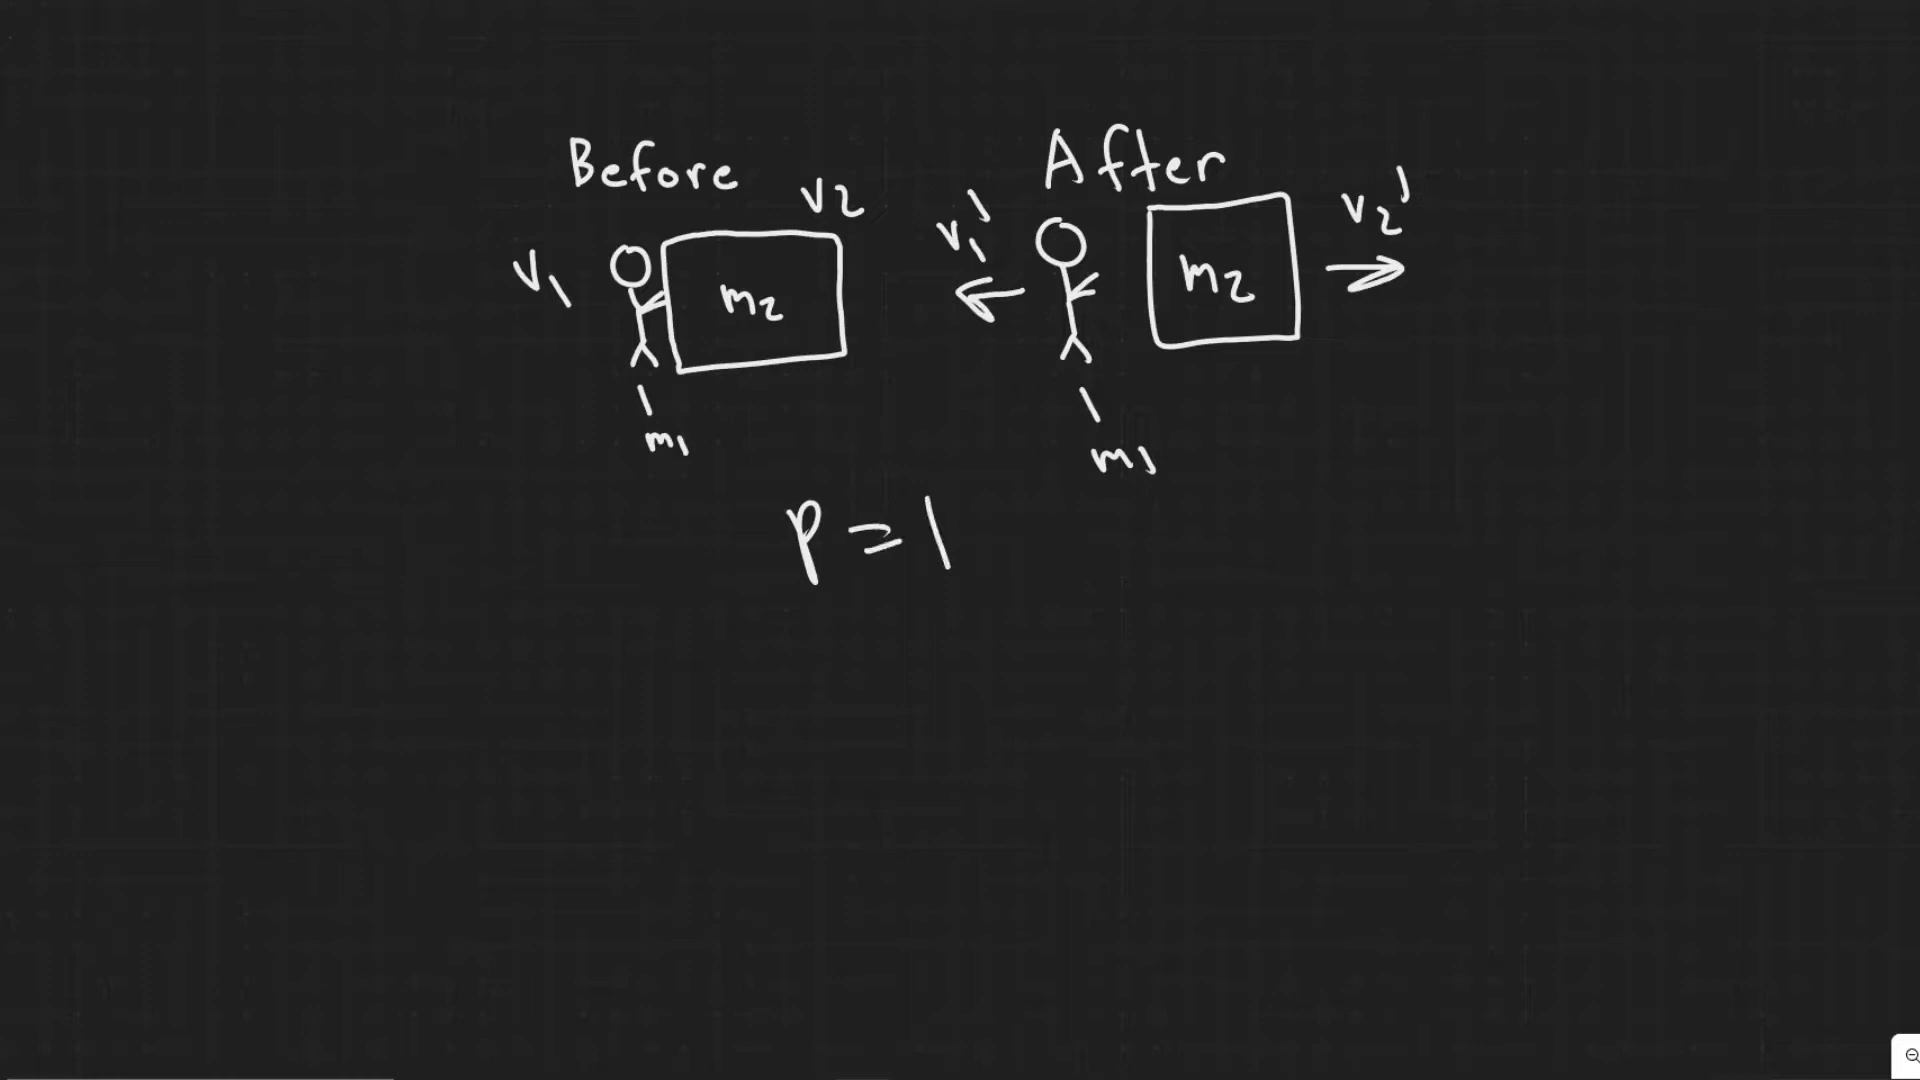 Before
After
v2
v1'
v2'
v1
m2
m2
m1
m1
p = 1